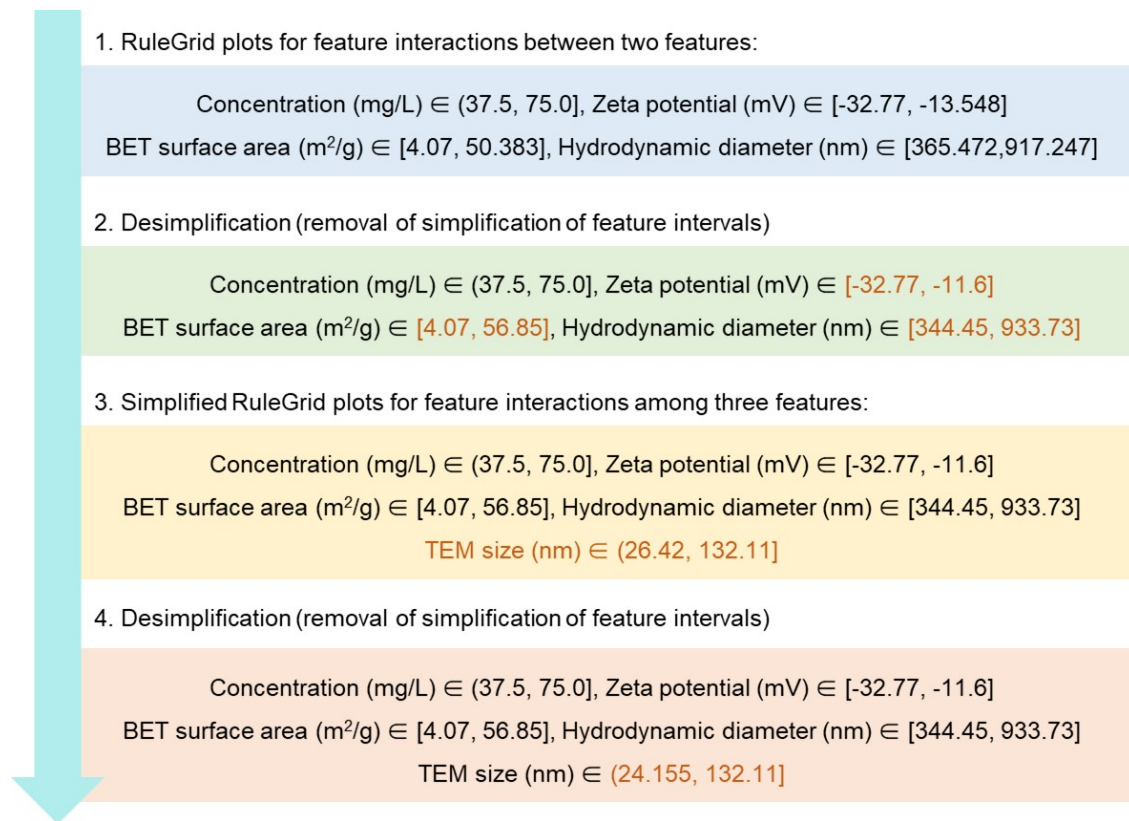 1. RuleGrid plots for feature interactions between two features:
Concentration (mg/L) ∈ (37.5, 75.0], Zeta potential (mV) ∈ [-32.77, -13.548]
BET surface area (m²/g) ∈ [4.07, 50.383], Hydrodynamic diameter (nm) ∈ [365.472,917.247]
2. Desimplification (removal of simplification of feature intervals)
Concentration (mg/L) ∈ (37.5, 75.0], Zeta potential (mV) ∈ [-32.77, -11.6]
BET surface area (m²/g) ∈ [4.07, 56.85], Hydrodynamic diameter (nm) ∈ [344.45, 933.73]
3. Simplified RuleGrid plots for feature interactions among three features:
Concentration (mg/L) ∈ (37.5, 75.0], Zeta potential (mV) ∈ [-32.77, -11.6]
BET surface area (m²/g) ∈ [4.07, 56.85], Hydrodynamic diameter (nm) ∈ [344.45, 933.73]
TEM size (nm) ∈ (26.42, 132.11]
4. Desimplification (removal of simplification of feature intervals)
Concentration (mg/L) ∈ (37.5, 75.0], Zeta potential (mV) ∈ [-32.77, -11.6]
BET surface area (m²/g) ∈ [4.07, 56.85], Hydrodynamic diameter (nm) ∈ [344.45, 933.73]
TEM size (nm) ∈ (24.155, 132.11]